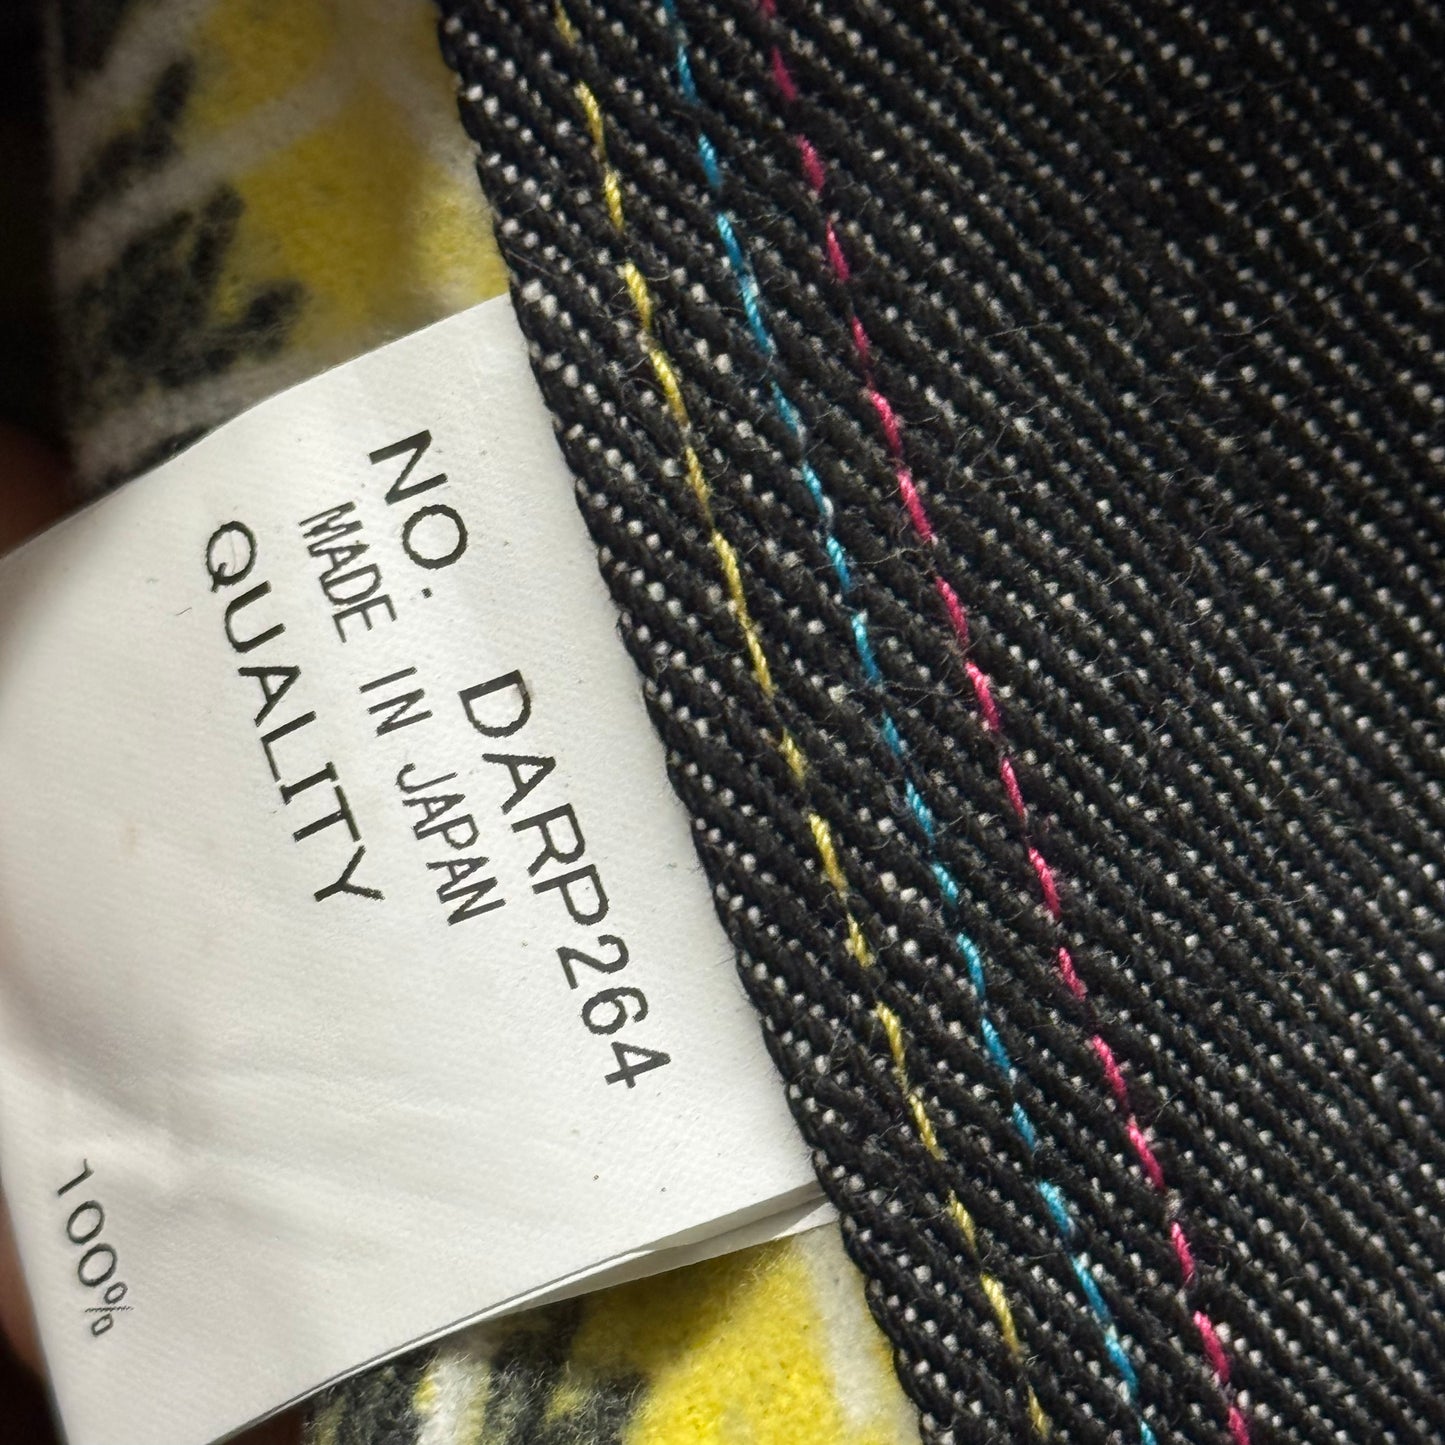 NO. DARP264
MADE IN JAPAN
QUALITY
100%